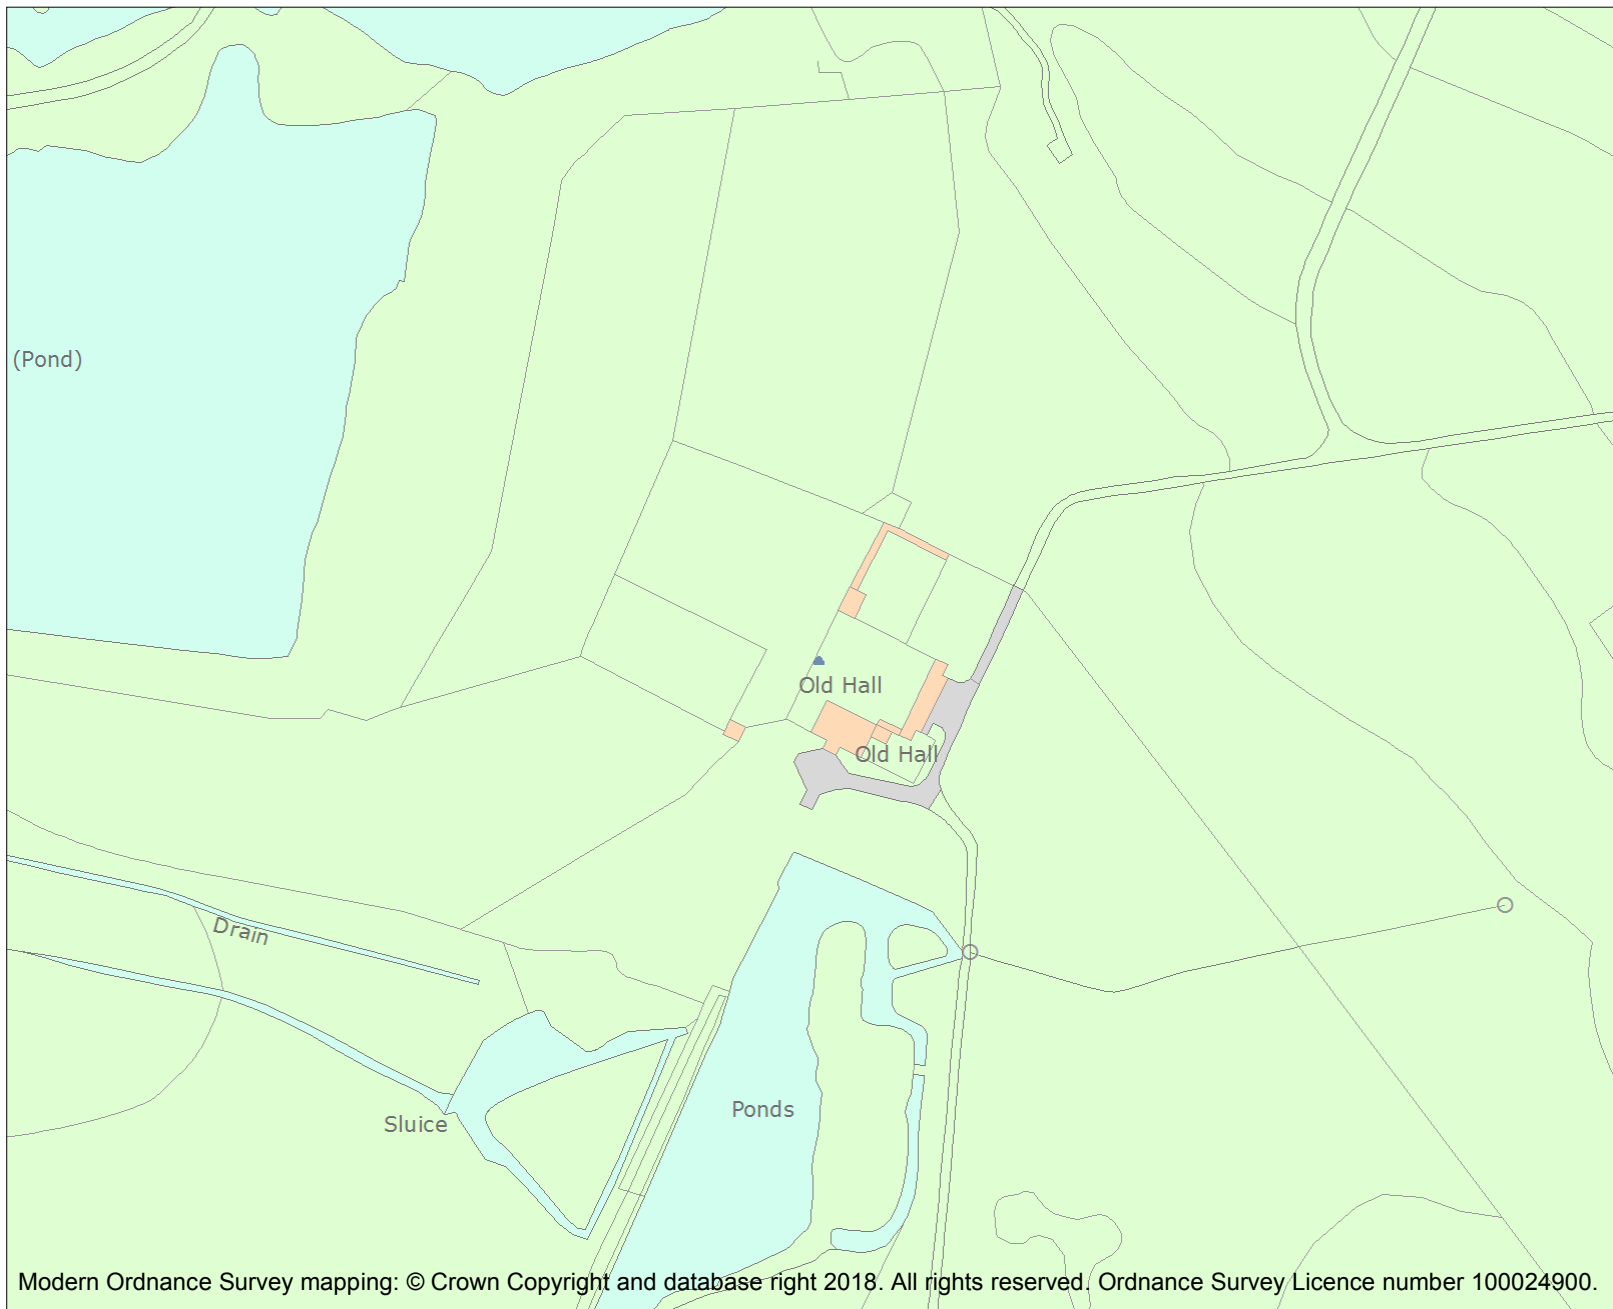 (Pond)
Old Hall
Old Hall
Drain
Ponds
Sluice
Modern Ordnance Survey mapping: © Crown Copyright and database right 2018. All rights reserved. Ordnance Survey Licence number 100024900.